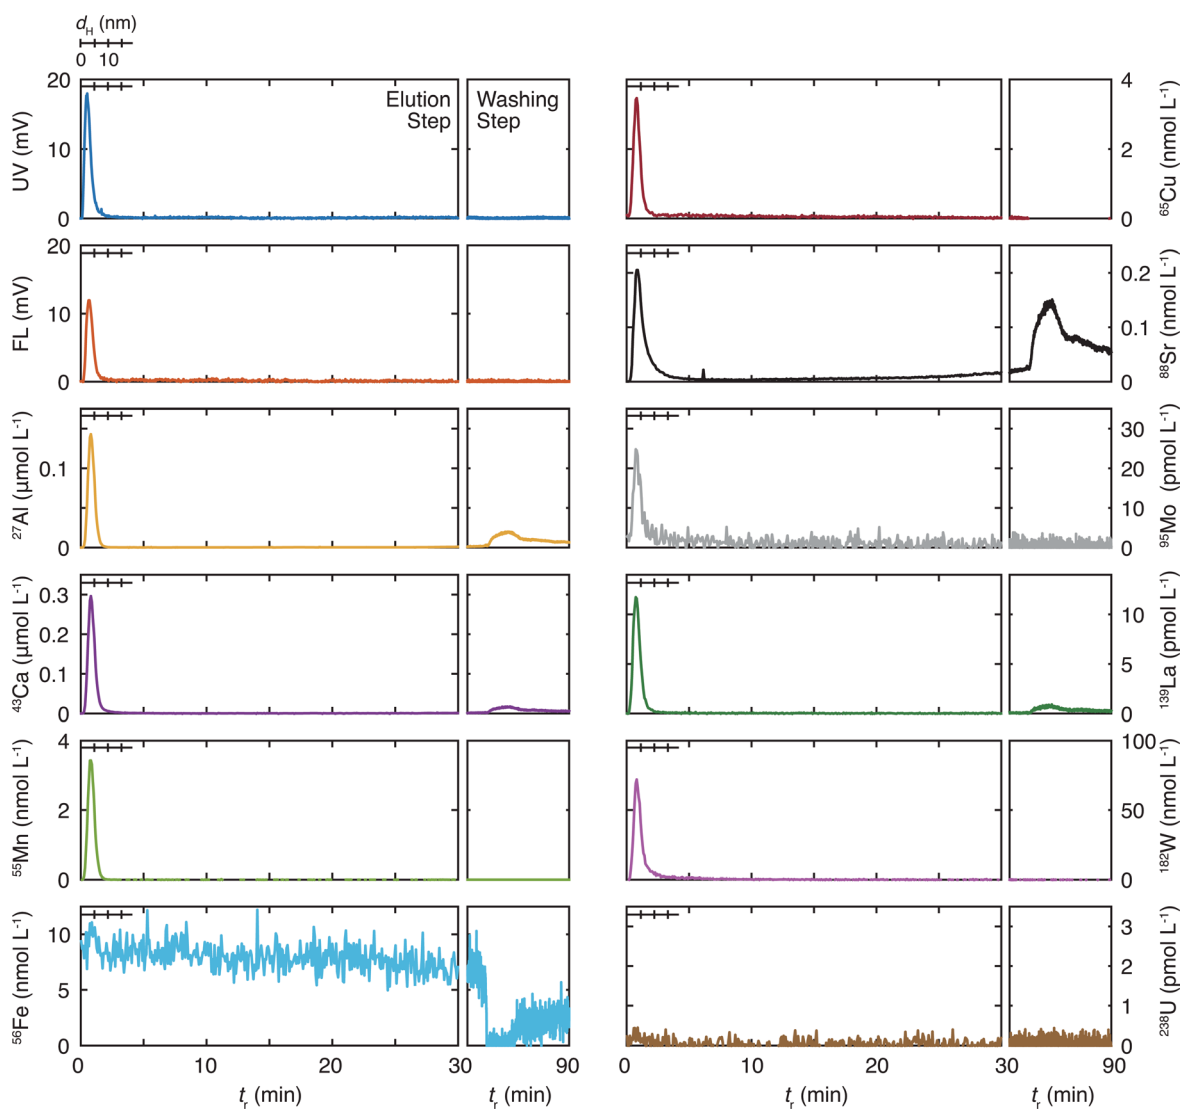 d_H (nm)
0 10
20
10
0
UV (mV)
Elution
Step
Washing
Step
4
2
0
⁶⁵Cu (nmol L⁻¹)
20
10
0
FL (mV)
0.2
0.1
0
⁸⁸Sr (nmol L⁻¹)
0.1
0
²⁷Al (µmol L⁻¹)
30
20
10
0
⁹⁵Mo (pmol L⁻¹)
0.3
0.2
0.1
0
⁴³Ca (µmol L⁻¹)
10
5
0
¹³⁹La (pmol L⁻¹)
4
2
0
⁵⁵Mn (nmol L⁻¹)
100
50
0
¹⁸²W (nmol L⁻¹)
10
5
0
⁵⁶Fe (nmol L⁻¹)
3
2
1
0
²³⁸U (pmol L⁻¹)
0 10 20 30 90
t_r (min) t_r (min)
0 10 20 30 90
t_r (min) t_r (min)